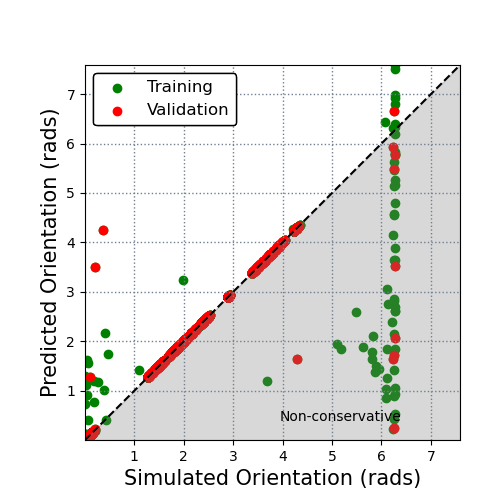 Training
Validation
Predicted Orientation (rads)
7
6
5
4
3
2
1
Non-conservative
1 2 3 4 5 6 7
Simulated Orientation (rads)